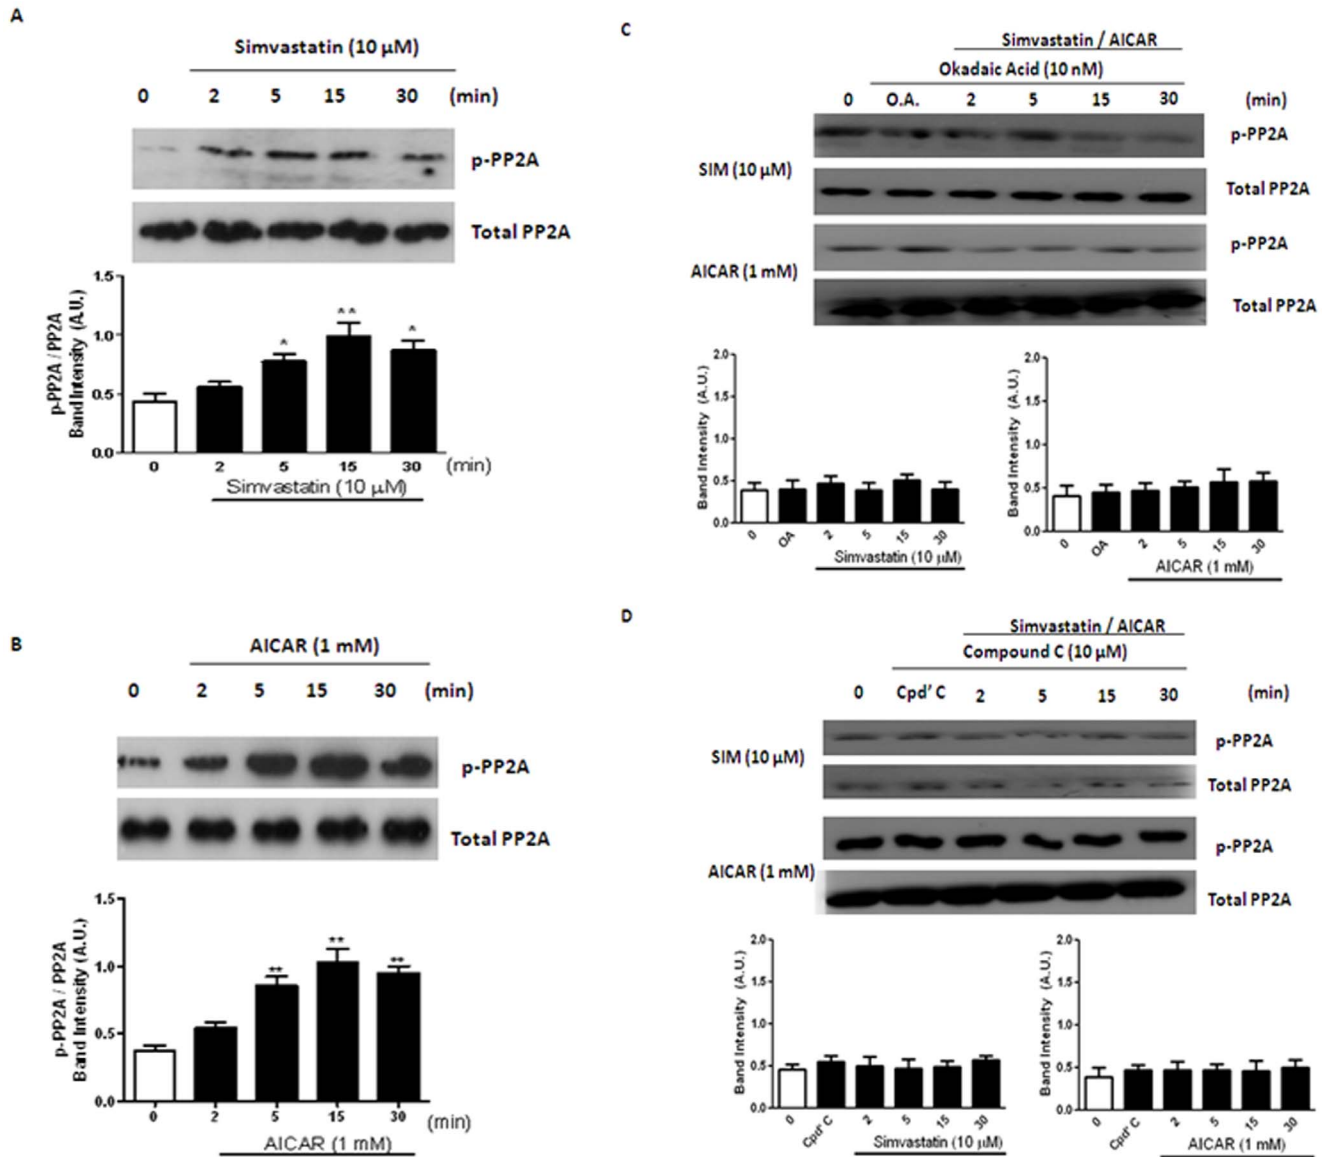 A
Simvastatin (10 µM)
0 2 5 15 30 (min)
p-PP2A
Total PP2A
p-PP2A / PP2A
Band Intensity (A.U.)
1.5
1.0
0.5
0.0
* ** *
0 2 5 15 30 (min)
Simvastatin (10 µM)
B
AICAR (1 mM)
0 2 5 15 30 (min)
p-PP2A
Total PP2A
p-PP2A / PP2A
Band Intensity (A.U.)
1.5
1.0
0.5
0.0
** ** **
0 2 5 15 30 (min)
AICAR (1 mM)
C
Simvastatin / AICAR
Okadaic Acid (10 nM)
0 O.A. 2 5 15 30 (min)
SIM (10 µM)
p-PP2A
Total PP2A
AICAR (1 mM)
p-PP2A
Total PP2A
Band Intensity (A.U.)
2.0
1.5
1.0
0.5
0.0
0 OA 2 5 15 30
Simvastatin (10 µM)
Band Intensity (A.U.)
2.0
1.5
1.0
0.5
0.0
0 OA 2 5 15 30
AICAR (1 mM)
D
Simvastatin / AICAR
Compound C (10 µM)
0 Cpd' C 2 5 15 30 (min)
SIM (10 µM)
p-PP2A
Total PP2A
AICAR (1 mM)
p-PP2A
Total PP2A
Band Intensity (A.U.)
2.0
1.5
1.0
0.5
0.0
0 Cpd' C 2 5 15 30
Simvastatin (10 µM)
Band Intensity (A.U.)
2.0
1.5
1.0
0.5
0.0
0 Cpd' C 2 5 15 30
AICAR (1 mM)